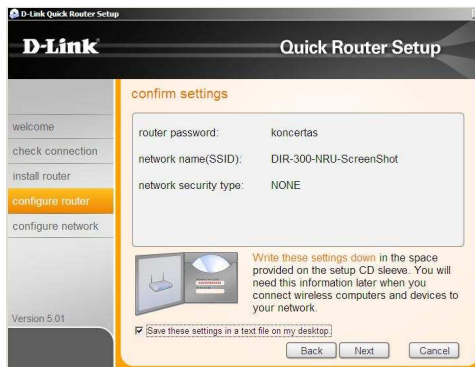 D-Link Quick Router Setup
D-Link
Quick Router Setup
welcome
check connection
install router
configure router
configure network
Version 5.01
confirm settings
router password: koncertas
network name(SSID): DIR-300-NRU-ScreenShot
network security type: NONE
Write these settings down in the space
provided on the setup CD sleeve. You will
need this information later when you
connect wireless computers and devices to
your network.
Save these settings in a text file on my desktop.
Back
Next
Cancel